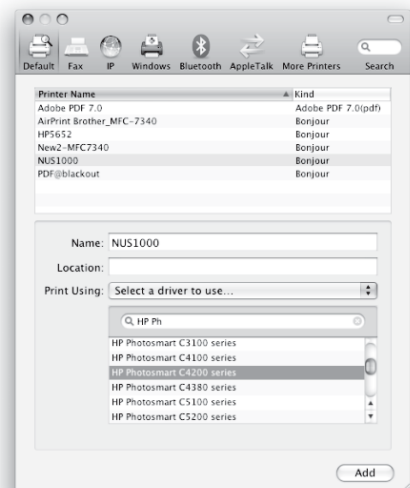 Default Fax IP Windows Bluetooth AppleTalk More Printers Search
Printer Name Kind
Adobe PDF 7.0 Adobe PDF 7.0(pdf)
AirPrint Brother_MFC-7340 Bonjour
HP5652 Bonjour
New2-MFC7340 Bonjour
NUS1000 Bonjour
PDF@blackout Bonjour
Name: NUS1000
Location:
Print Using: Select a driver to use...
HP Ph
HP Photosmart C3100 series
HP Photosmart C4100 series
HP Photosmart C4200 series
HP Photosmart C4380 series
HP Photosmart C5100 series
HP Photosmart C5200 series
Add